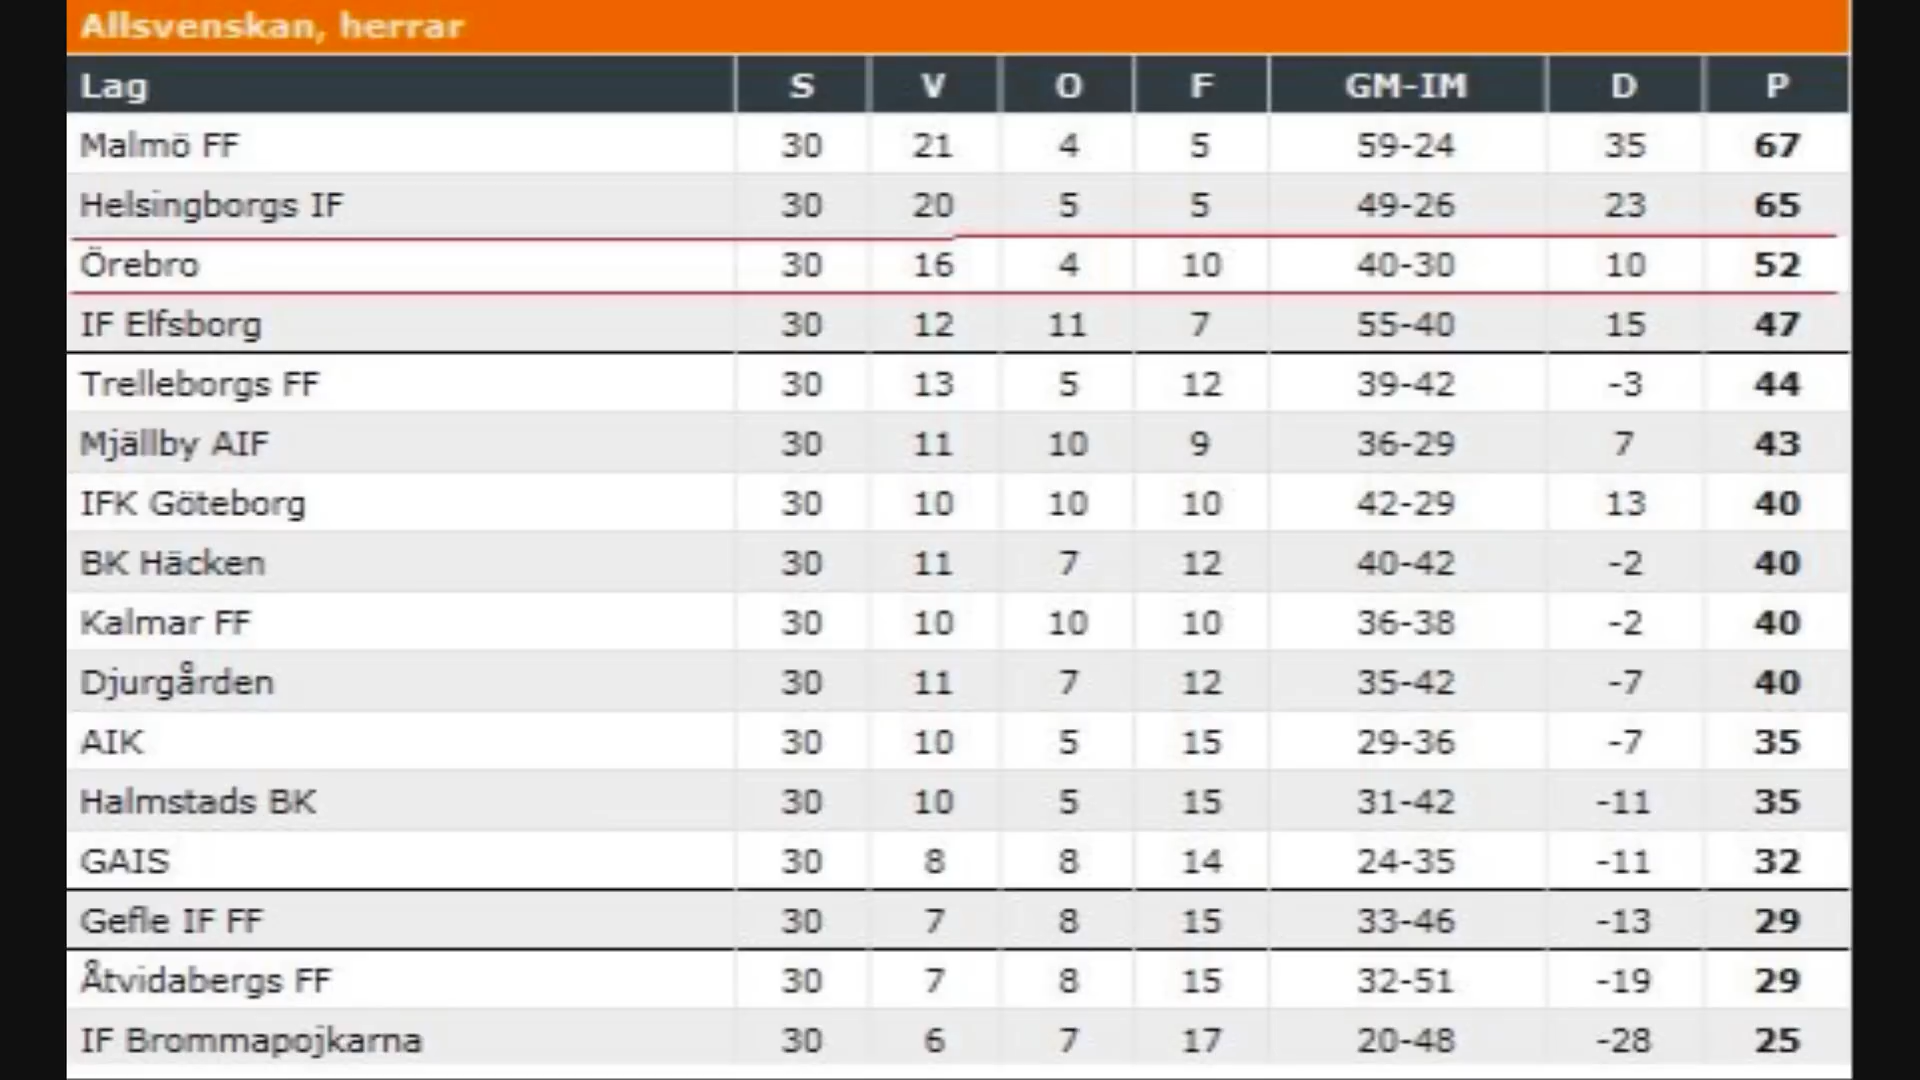 Allsvenskan, herrar
Lag S V O F GM-IM D P
Malmö FF 30 21 4 5 59-24 35 67
Helsingborgs IF 30 20 5 5 49-26 23 65
Örebro 30 16 4 10 40-30 10 52
IF Elfsborg 30 12 11 7 55-40 15 47
Trelleborgs FF 30 13 5 12 39-42 -3 44
Mjällby AIF 30 11 10 9 36-29 7 43
IFK Göteborg 30 10 10 10 42-29 13 40
BK Häcken 30 11 7 12 40-42 -2 40
Kalmar FF 30 10 10 10 36-38 -2 40
Djurgården 30 11 7 12 35-42 -7 40
AIK 30 10 5 15 29-36 -7 35
Halmstads BK 30 10 5 15 31-42 -11 35
GAIS 30 8 8 14 24-35 -11 32
Gefle IF FF 30 7 8 15 33-46 -13 29
Åtvidabergs FF 30 7 8 15 32-51 -19 29
IF Brommapojkarna 30 6 7 17 20-48 -28 25